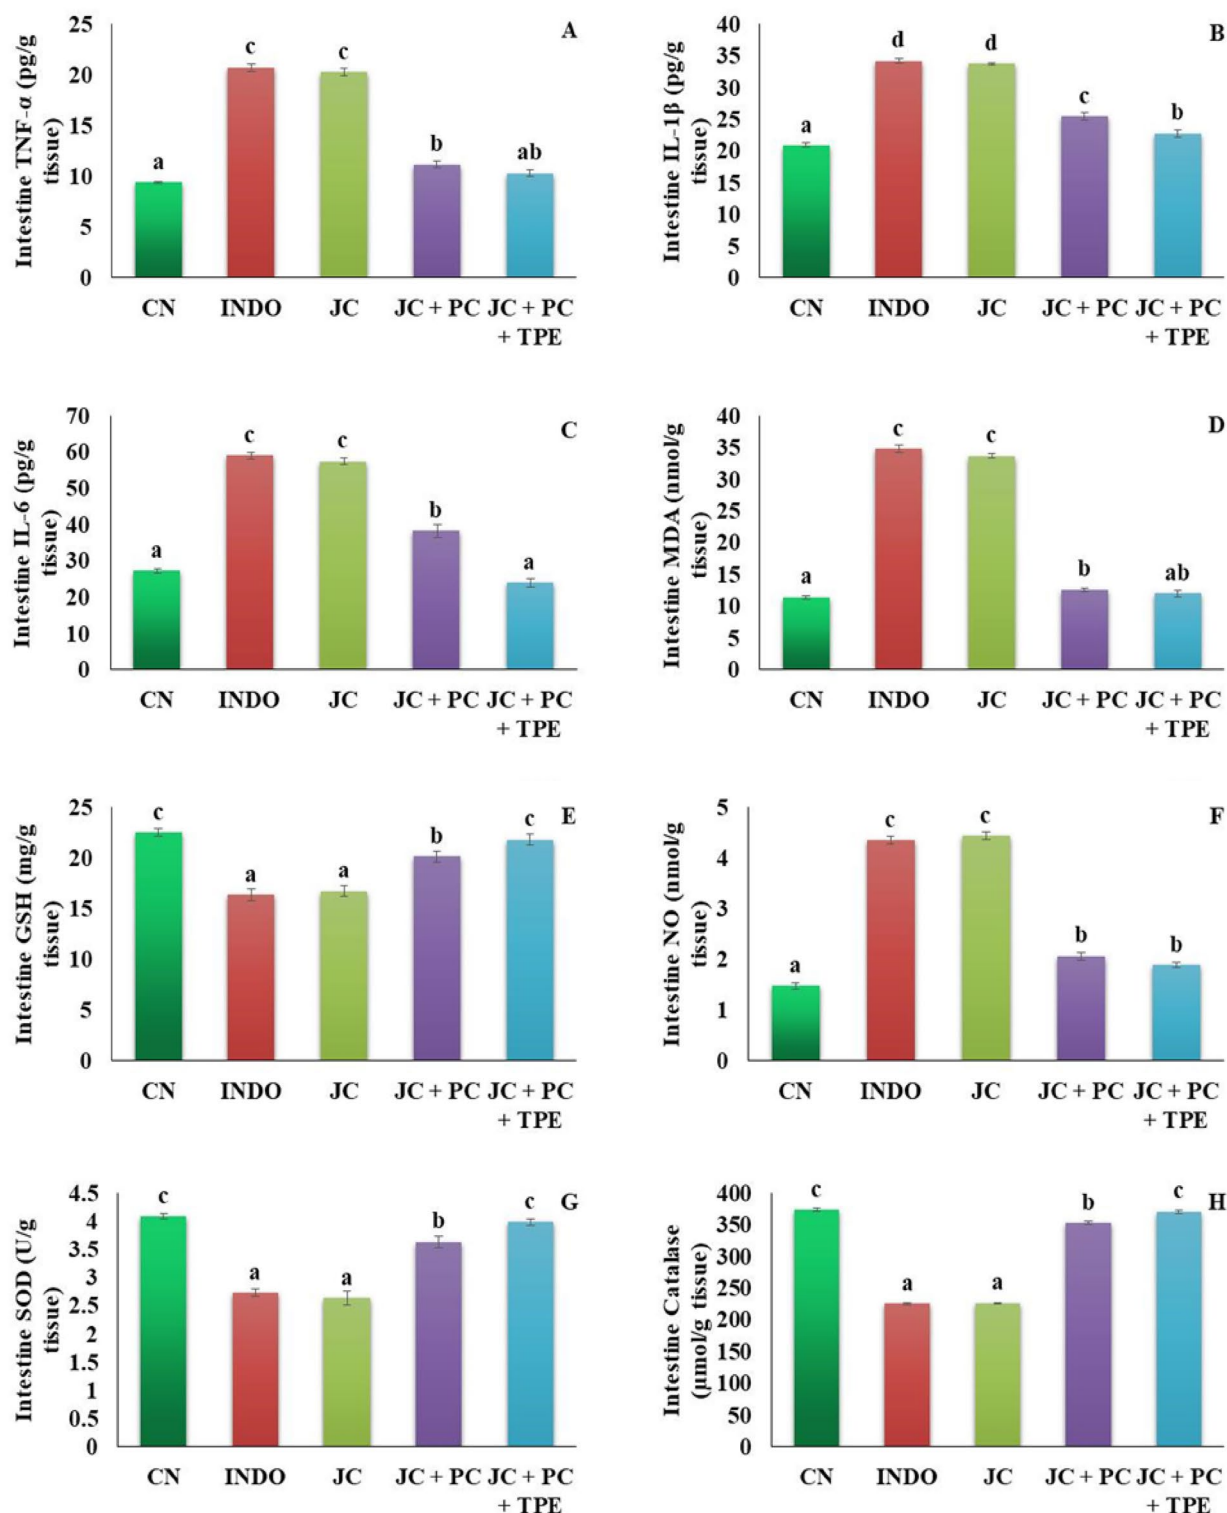 A
Intestine TNF-α (pg/g
tissue)
25
20
15
10
5
0
a
c
c
b
ab
CN INDO JC JC + PC JC + PC
+ TPE
B
Intestine IL-1β (pg/g
tissue)
40
35
30
25
20
15
10
5
0
a
d
d
c
b
CN INDO JC JC + PC JC + PC
+ TPE
C
Intestine IL-6 (pg/g
tissue)
70
60
50
40
30
20
10
0
a
c
c
b
a
CN INDO JC JC + PC JC + PC
+ TPE
D
Intestine MDA (nmol/g
tissue)
40
35
30
25
20
15
10
5
0
a
c
c
b
ab
CN INDO JC JC + PC JC + PC
+ TPE
E
Intestine GSH (mg/g
tissue)
25
20
15
10
5
0
c
a
a
b
c
CN INDO JC JC + PC JC + PC
+ TPE
F
Intestine NO (nmol/g
tissue)
5
4
3
2
1
0
a
c
c
b
b
CN INDO JC JC + PC JC + PC
+ TPE
G
Intestine SOD (U/g
tissue)
4.5
4
3.5
3
2.5
2
1.5
1
0.5
0
c
a
a
b
c
CN INDO JC JC + PC JC + PC
+ TPE
H
Intestine Catalase
(µmol/g tissue)
400
350
300
250
200
150
100
50
0
c
a
a
b
c
CN INDO JC JC + PC JC + PC
+ TPE